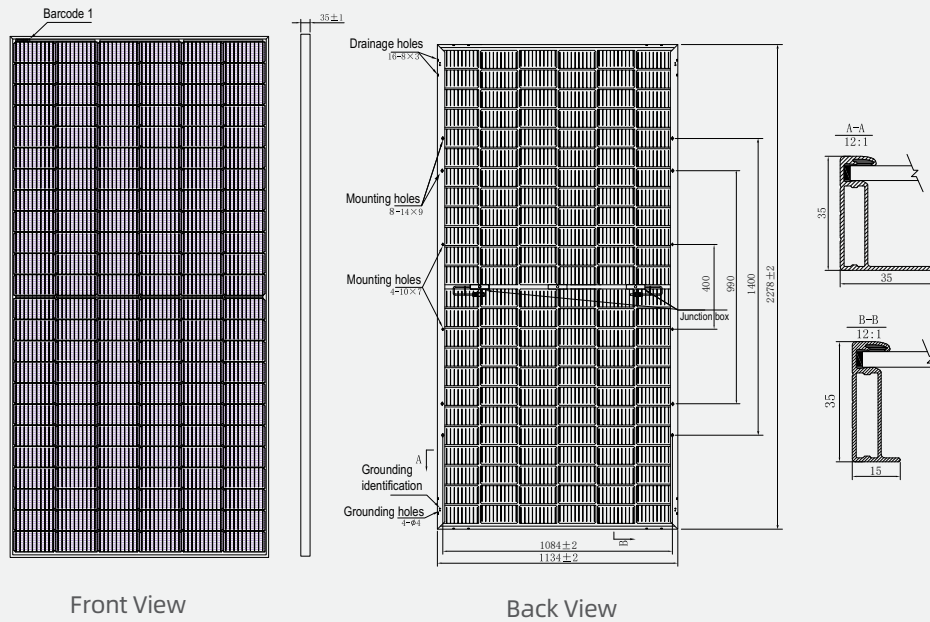 Barcode 1
35±1
Drainage holes
16-8×3
Mounting holes
8-14×9
Mounting holes
4-10×7
Junction box
400
990
1400
2278±2
A
Grounding
identification
Grounding holes
4-φ4
B
1084±2
1134±2
A-A
12:1
35
35
B-B
12:1
35
15
Front View
Back View